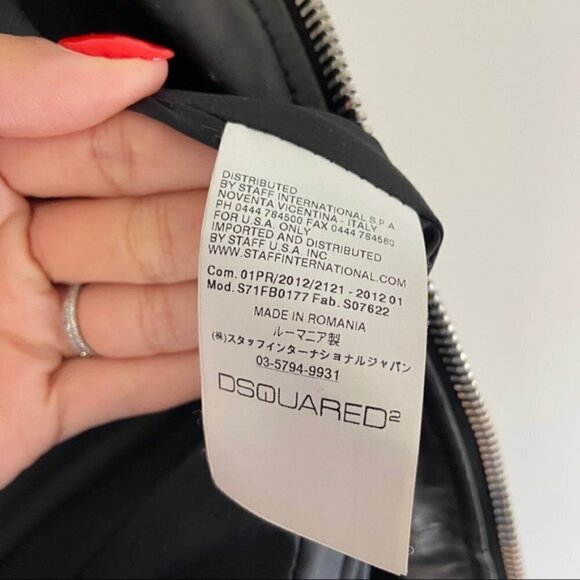 DISTRIBUTED
BY STAFF INTERNATIONAL S.P.A
NOVENTA VICENTINA - ITALY
PH 0444 784500 FAX 0444 784580
FOR U.S.A. ONLY
IMPORTED AND DISTRIBUTED
BY STAFF U.S.A. INC
WWW.STAFFINTERNATIONAL.COM
Com. 01PR/2012/2121 - 2012 01
Mod. S71FB0177 Fab. S07622
MADE IN ROMANIA
ルーマニア製
(株)スタッフインターナショナルジャパン
03-5794-9931
DSQUARED2